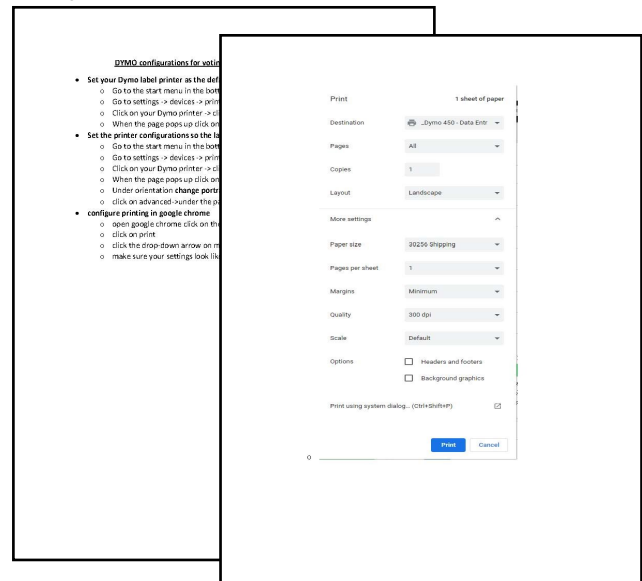 DYMO configurations for votin
• Set your Dymo label printer as the def
o Go to the start menu in the bott
o Go to settings -> devices -> prin
o Click on your Dymo printer -> cli
o When the page pops up click on
• Set the printer configurations so the la
o Go to the start menu in the bott
o Go to settings -> devices -> prin
o Click on your Dymo printer -> cli
o When the page pops up click on
o Under orientation change portr
o click on advanced->under the pa
• configure printing in google chrome
o open google chrome click on the
o click on print
o click the drop-down arrow on m
o make sure your settings look lik
Print 1 sheet of paper
Destination _Dymo 450 - Data Entr
Pages All
Copies 1
Layout Landscape
More settings
Paper size 30256 Shipping
Pages per sheet 1
Margins Minimum
Quality 300 dpi
Scale Default
Options Headers and footers
Background graphics
Print using system dialog... (Ctrl+Shift+P)
Print Cancel
o